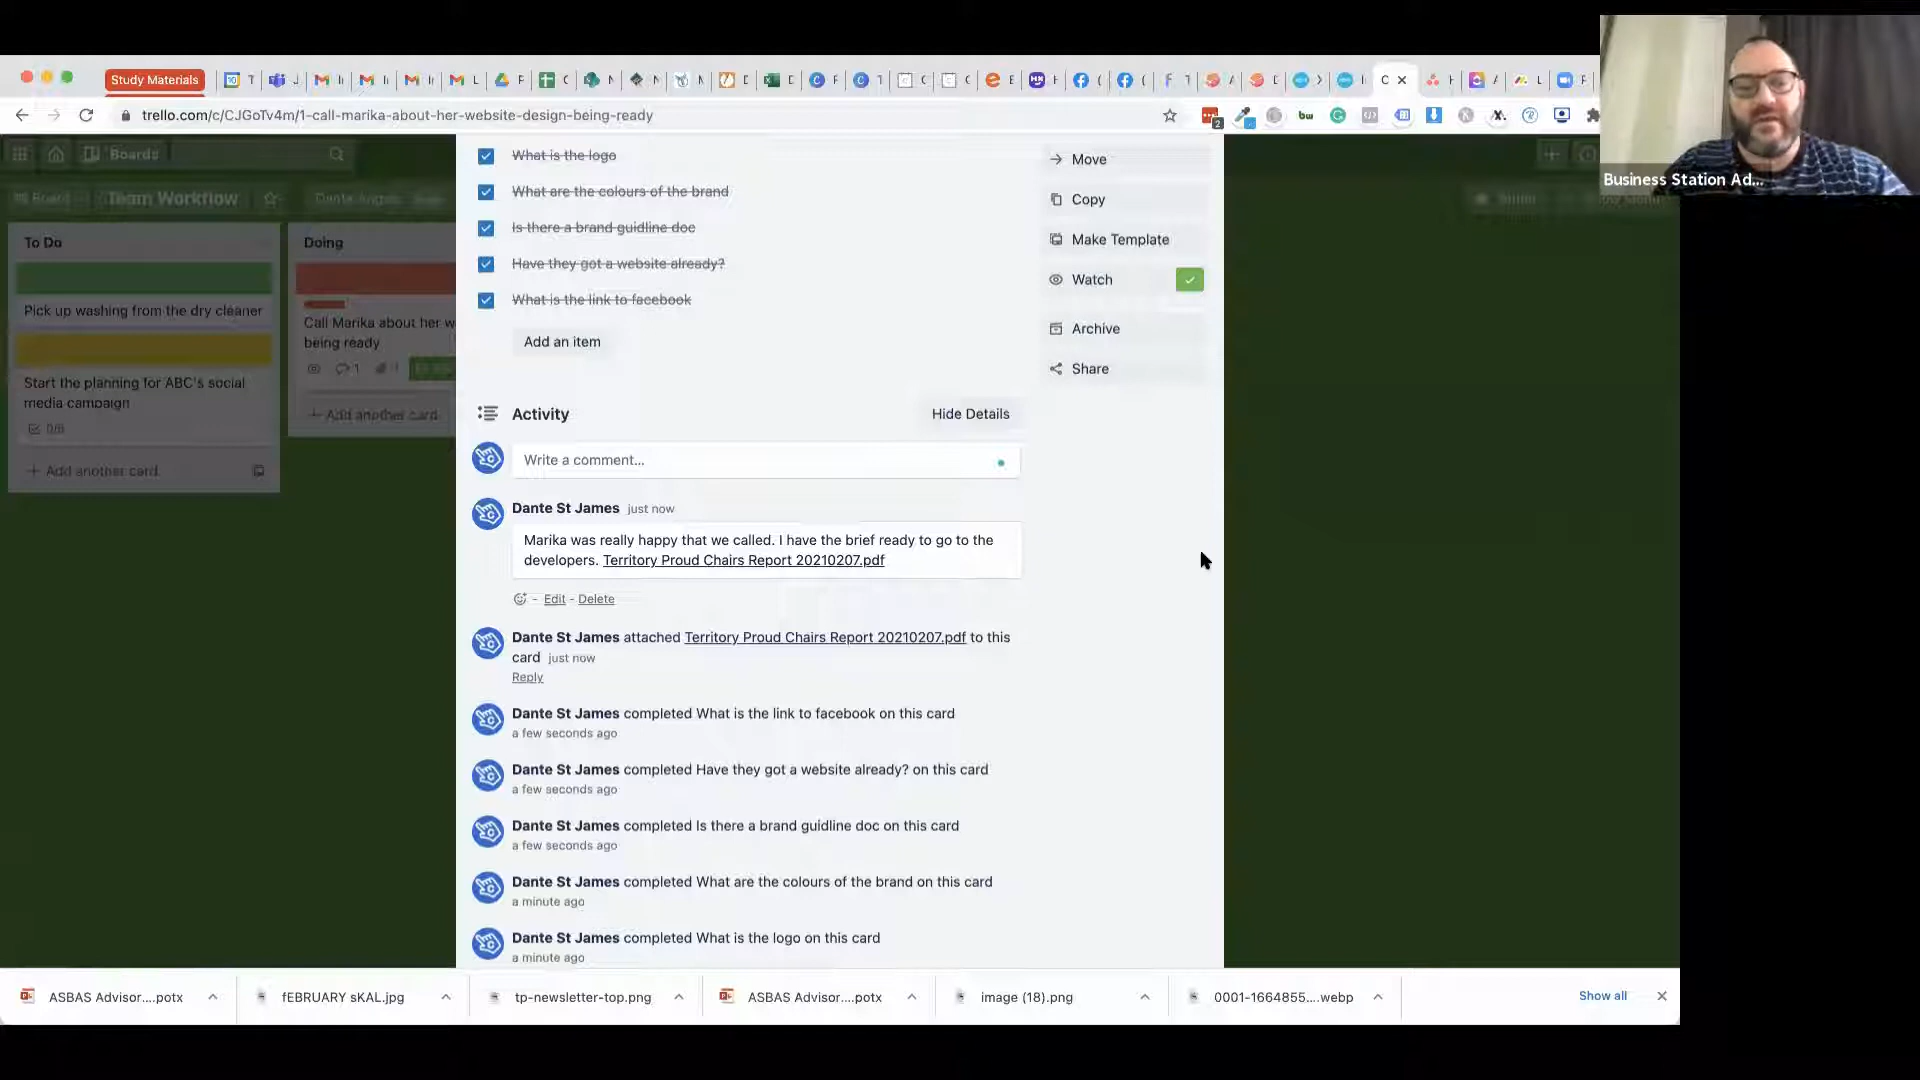 Study Materials
trello.com/c/CJGoTv4m/1-call-marika-about-her-website-design-being-ready
2
Business Station Ad...
Boards
Board
Team Workflow
To Do
Pick up washing from the dry cleaner
Start the planning for ABC's social
media campaign
+ Add another card
Doing
Call Marika about her w
being ready
1
+ Add another card
What is the logo
What are the colours of the brand
Is there a brand guidline doc
Have they got a website already?
What is the link to facebook
Add an item
Move
Copy
Make Template
Watch
Archive
Share
Activity
Hide Details
Write a comment...
Dante St James just now
Marika was really happy that we called. I have the brief ready to go to the
developers. Territory Proud Chairs Report 20210207.pdf
- Edit - Delete
Dante St James attached Territory Proud Chairs Report 20210207.pdf to this
card just now
Reply
Dante St James completed What is the link to facebook on this card
a few seconds ago
Dante St James completed Have they got a website already? on this card
a few seconds ago
Dante St James completed Is there a brand guidline doc on this card
a few seconds ago
Dante St James completed What are the colours of the brand on this card
a minute ago
Dante St James completed What is the logo on this card
a minute ago
ASBAS Advisor....potx
fEBRUARY sKAL.jpg
tp-newsletter-top.png
ASBAS Advisor....potx
image (18).png
0001-1664855....webp
Show all